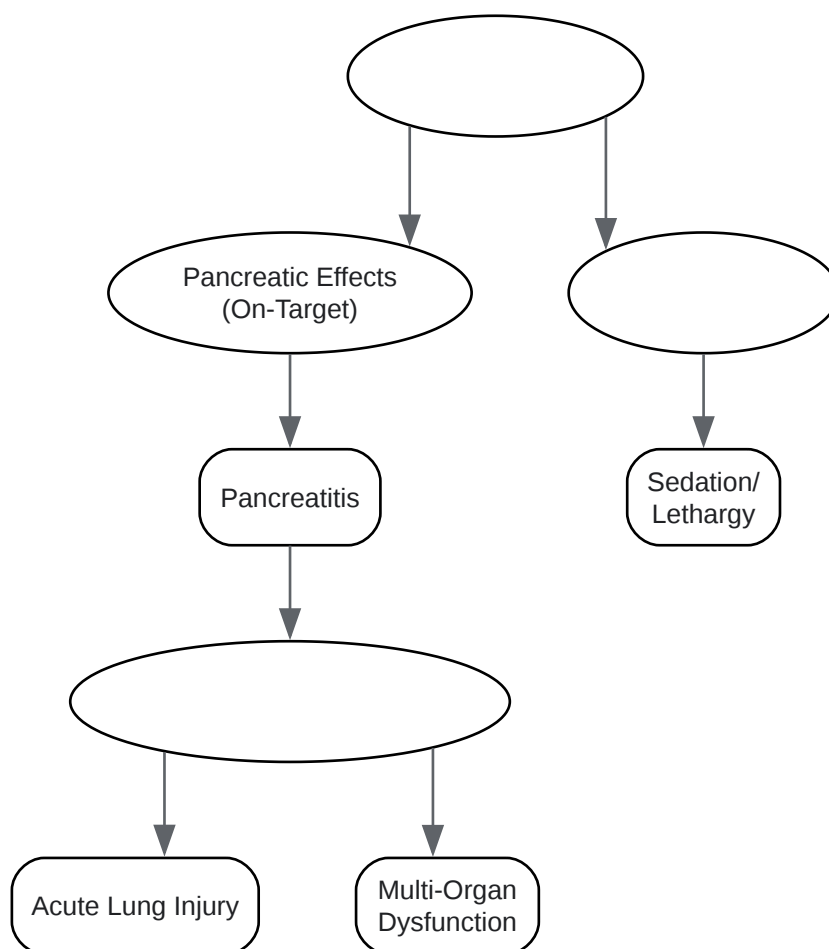 Pancreatic Effects
(On-Target)
Pancreatitis
Sedation/
Lethargy
Acute Lung Injury
Multi-Organ
Dysfunction